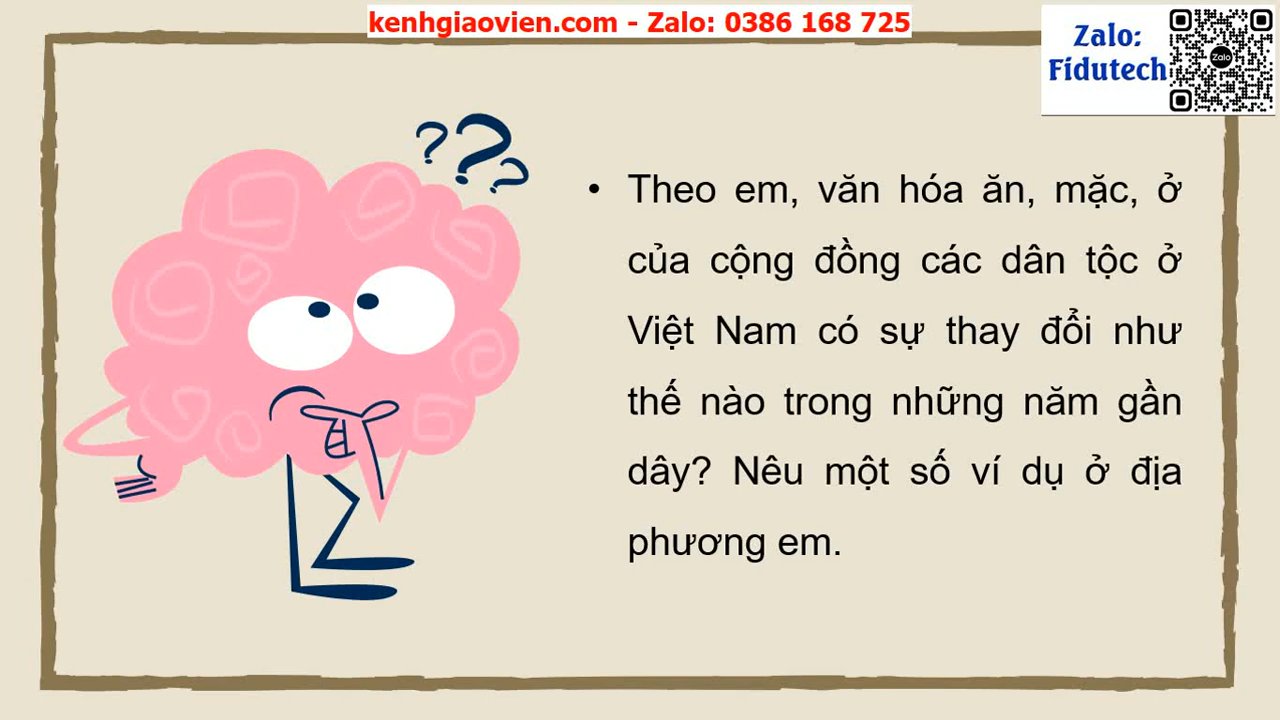 kenhgiaovien.com - Zalo: 0386 168 725
Zalo:
Fidutech
Zalo
? ? ?
• Theo em, văn hóa ăn, mặc, ở
của cộng đồng các dân tộc ở
Việt Nam có sự thay đổi như
thế nào trong những năm gần
dây? Nêu một số ví dụ ở địa
phương em.